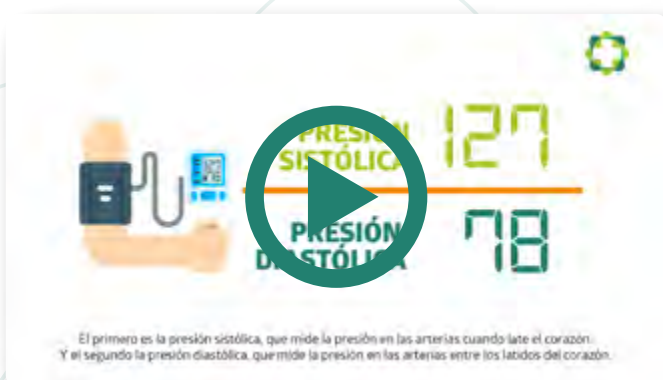 PRESIÓN
SISTÓLICA
127
PRESIÓN
DIASTÓLICA
78
El primero es la presión sistólica, que mide la presión en las arterias cuando late el corazón.
Y el segundo la presión diastólica, que mide la presión en las arterias entre los latidos del corazón.